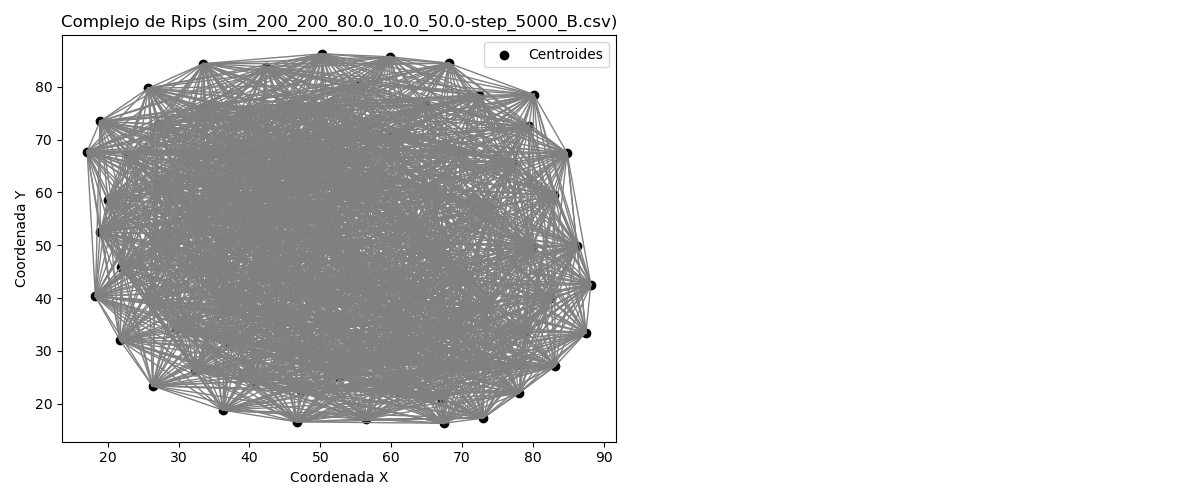 Complejo de Rips (sim_200_200_80.0_10.0_50.0-step_5000_B.csv)
Centroides
80
70
60
50
40
30
20
Coordenada Y
20 30 40 50 60 70 80 90
Coordenada X